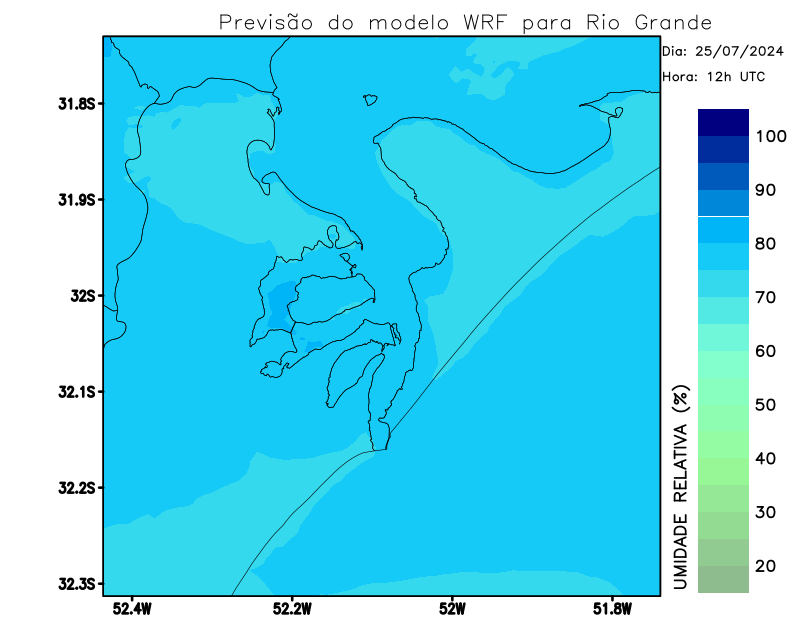 Previsão do modelo WRF para Rio Grande
Dia: 25/07/2024
Hora: 12h UTC
31.8S
31.9S
32S
32.1S
32.2S
32.3S
52.4W
52.2W
52W
51.8W
100
90
80
70
60
50
40
30
20
UMIDADE RELATIVA (%)